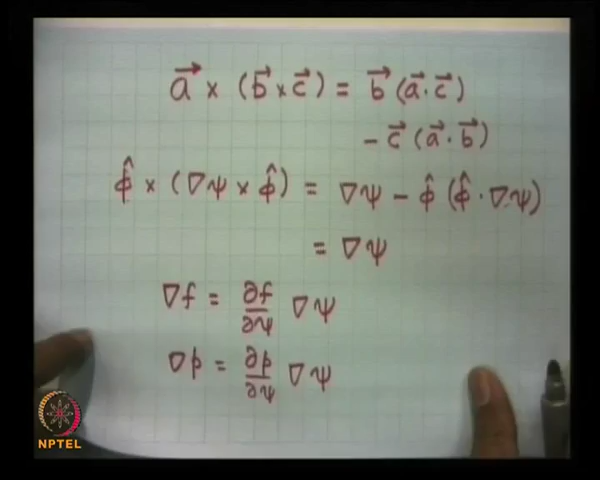 a⃗ × (b⃗ × c⃗) = b⃗ (a⃗ · c⃗)
− c⃗ (a⃗ · b⃗)
ϕ̂ × (∇ψ × ϕ̂) = ∇ψ − ϕ̂ (ϕ̂ · ∇ψ)
= ∇ψ
∇f = ∂f/∂ψ ∇ψ
∇p = ∂p/∂ψ ∇ψ
NPTEL